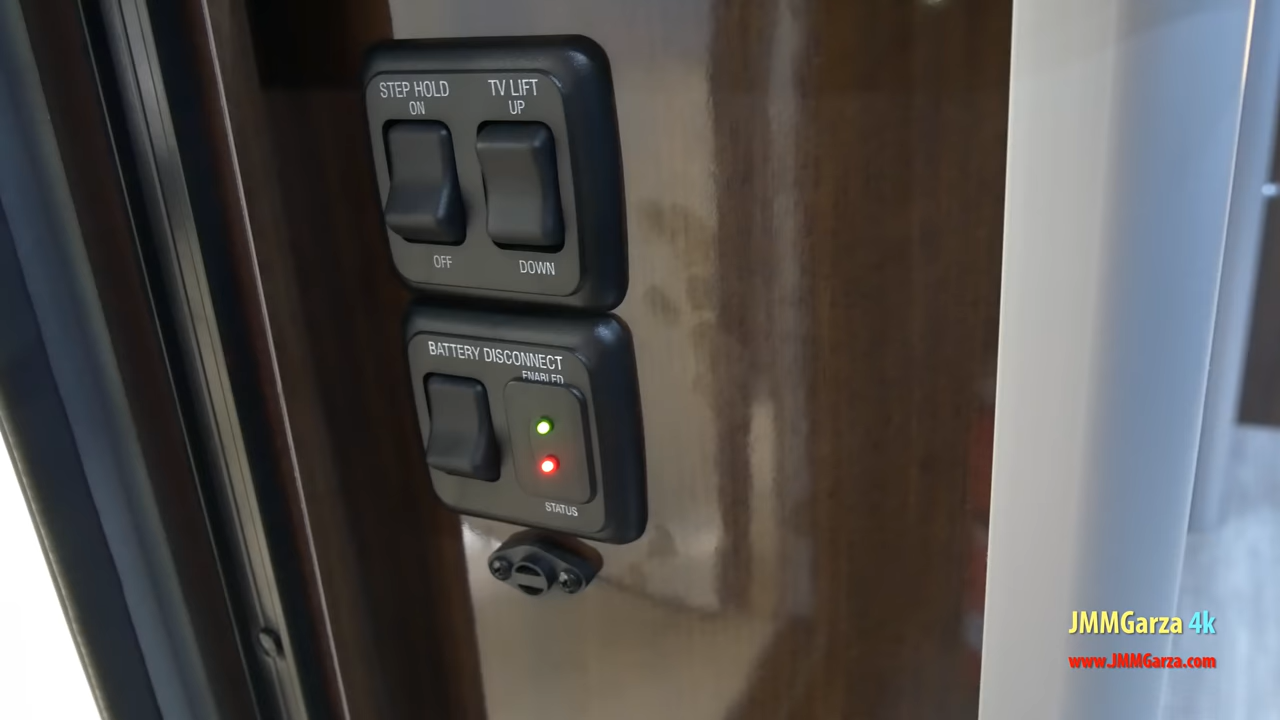 STEP HOLD
ON
TV LIFT
UP
OFF
DOWN
BATTERY DISCONNECT
ENABLED
STATUS
JMMGarza 4k
www.JMMGarza.com